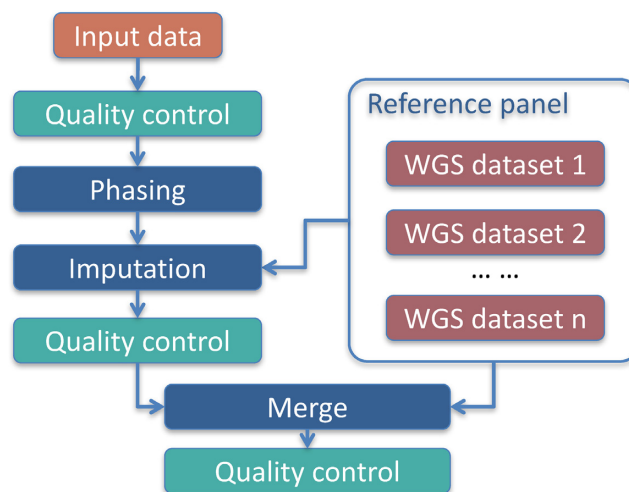 Input data
Quality control
Phasing
Imputation
Quality control
Reference panel
WGS dataset 1
WGS dataset 2
... ...
WGS dataset n
Merge
Quality control